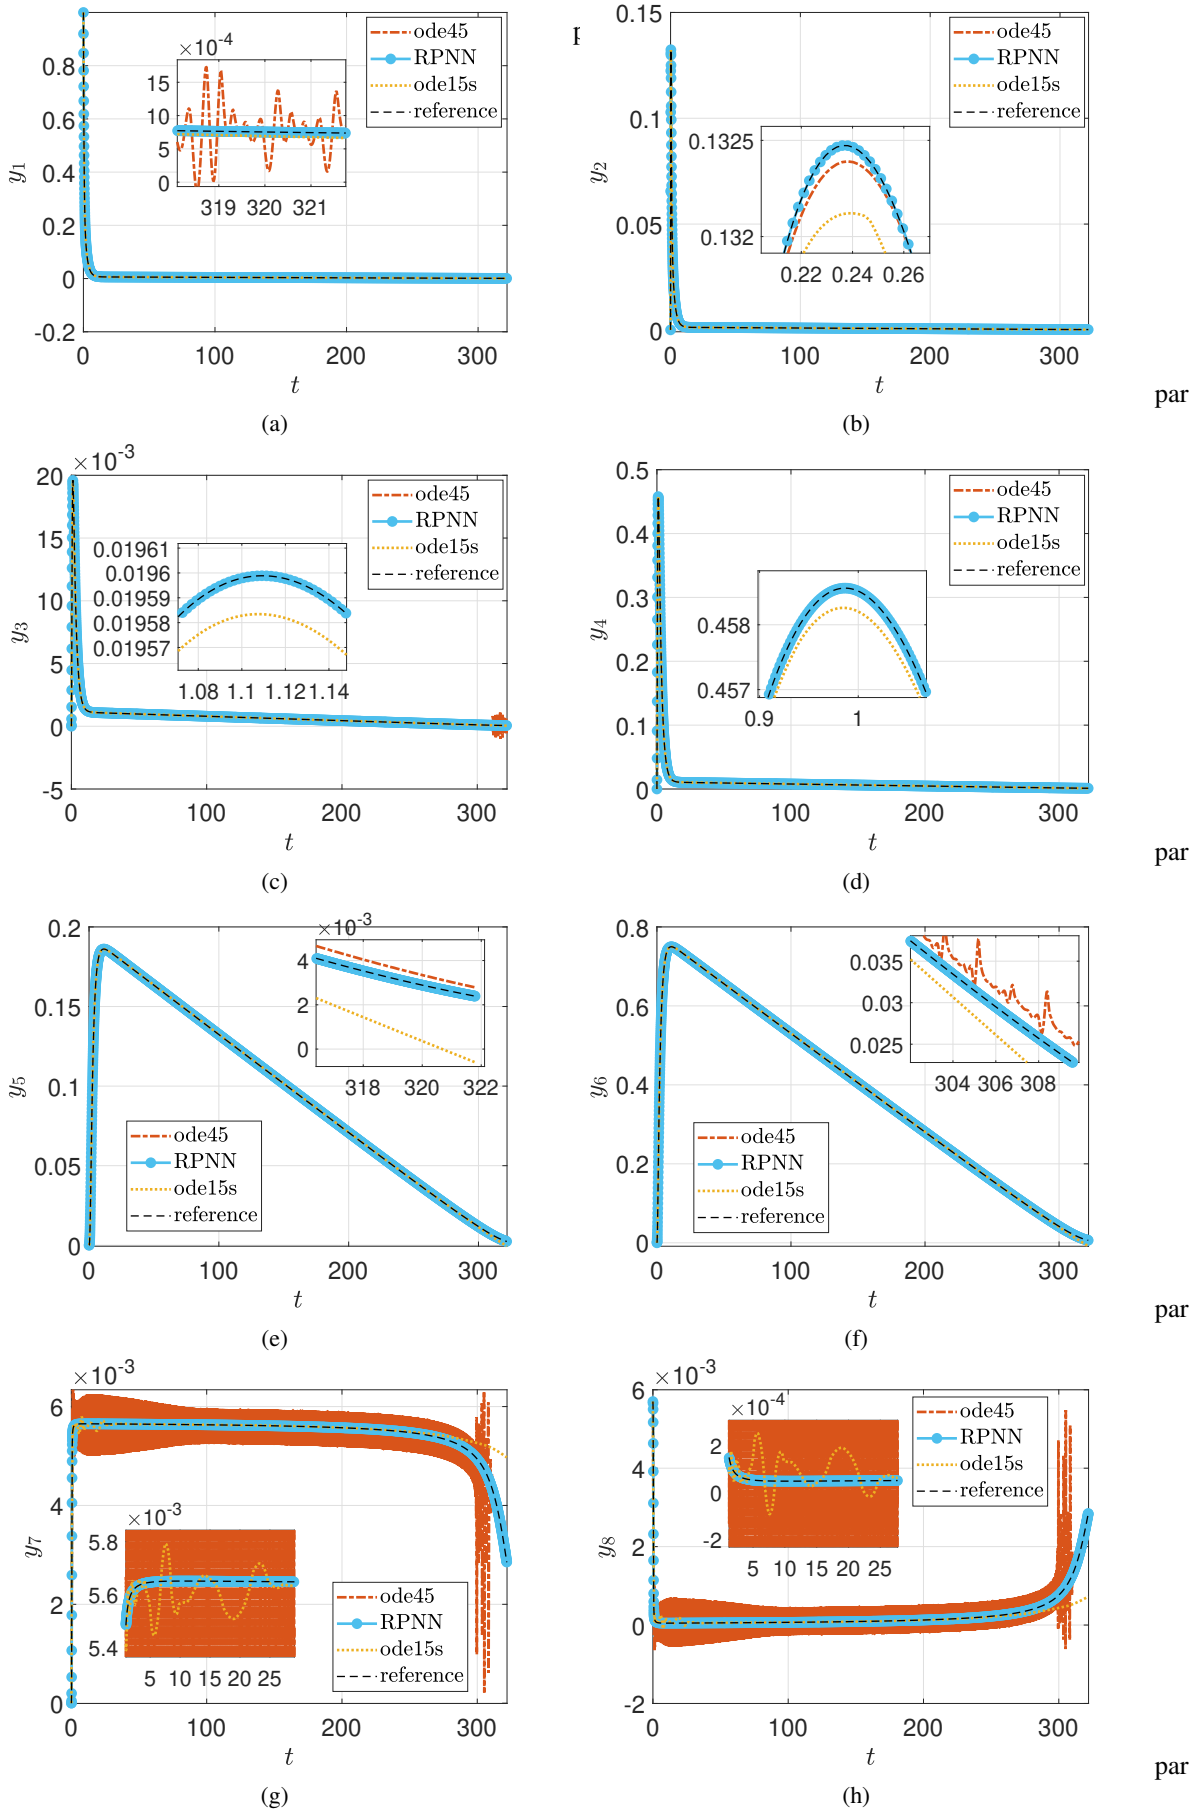 ode45
RPNN
ode15s
reference
×10⁻⁴
15
10
5
0
319 320 321
0.8
0.6
0.4
0.2
0
-0.2
y₁
0 100 200 300
t
(a)
0.15
0.1
0.05
0
y₂
ode45
RPNN
ode15s
reference
0.1325
0.132
0.22 0.24 0.26
0 100 200 300
t
par
(b)
×10⁻³
20
15
10
5
0
-5
y₃
ode45
RPNN
ode15s
reference
0.01961
0.0196
0.01959
0.01958
0.01957
1.08 1.1 1.12 1.14
0 100 200 300
t
(c)
0.5
0.4
0.3
0.2
0.1
0
y₄
ode45
RPNN
ode15s
reference
0.458
0.457
0.9 1
0 100 200 300
t
par
(d)
0.2
0.15
0.1
0.05
0
y₅
×10⁻³
4
2
0
318 320 322
ode45
RPNN
ode15s
reference
0 100 200 300
t
(e)
0.8
0.6
0.4
0.2
0
y₆
0.035
0.03
0.025
304 306 308
ode45
RPNN
ode15s
reference
0 100 200 300
t
par
(f)
×10⁻³
6
4
2
0
y₇
×10⁻³
5.8
5.6
5.4
5 10 15 20 25
ode45
RPNN
ode15s
reference
0 100 200 300
t
(g)
×10⁻³
6
4
2
0
-2
y₈
×10⁻⁴
2
0
-2
5 10 15 20 25
ode45
RPNN
ode15s
reference
0 100 200 300
t
par
(h)